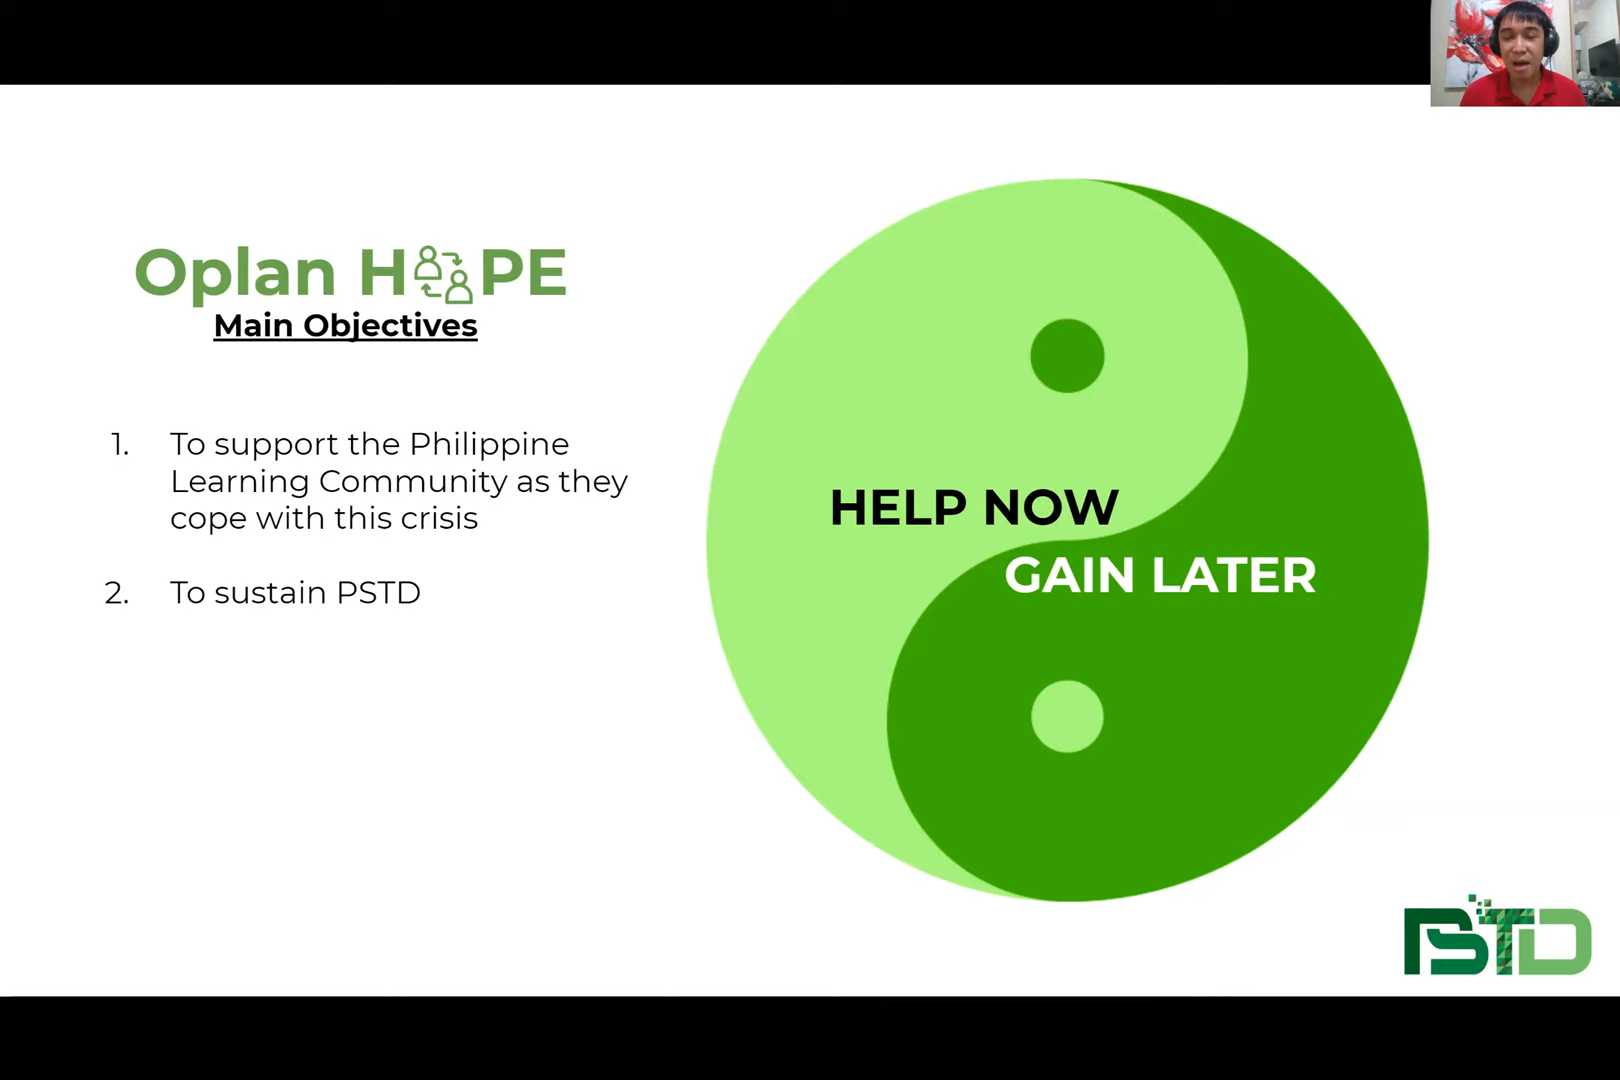 Oplan HOPE
Main Objectives
1. To support the Philippine
Learning Community as they
cope with this crisis
2. To sustain PSTD
HELP NOW
GAIN LATER
PSTD